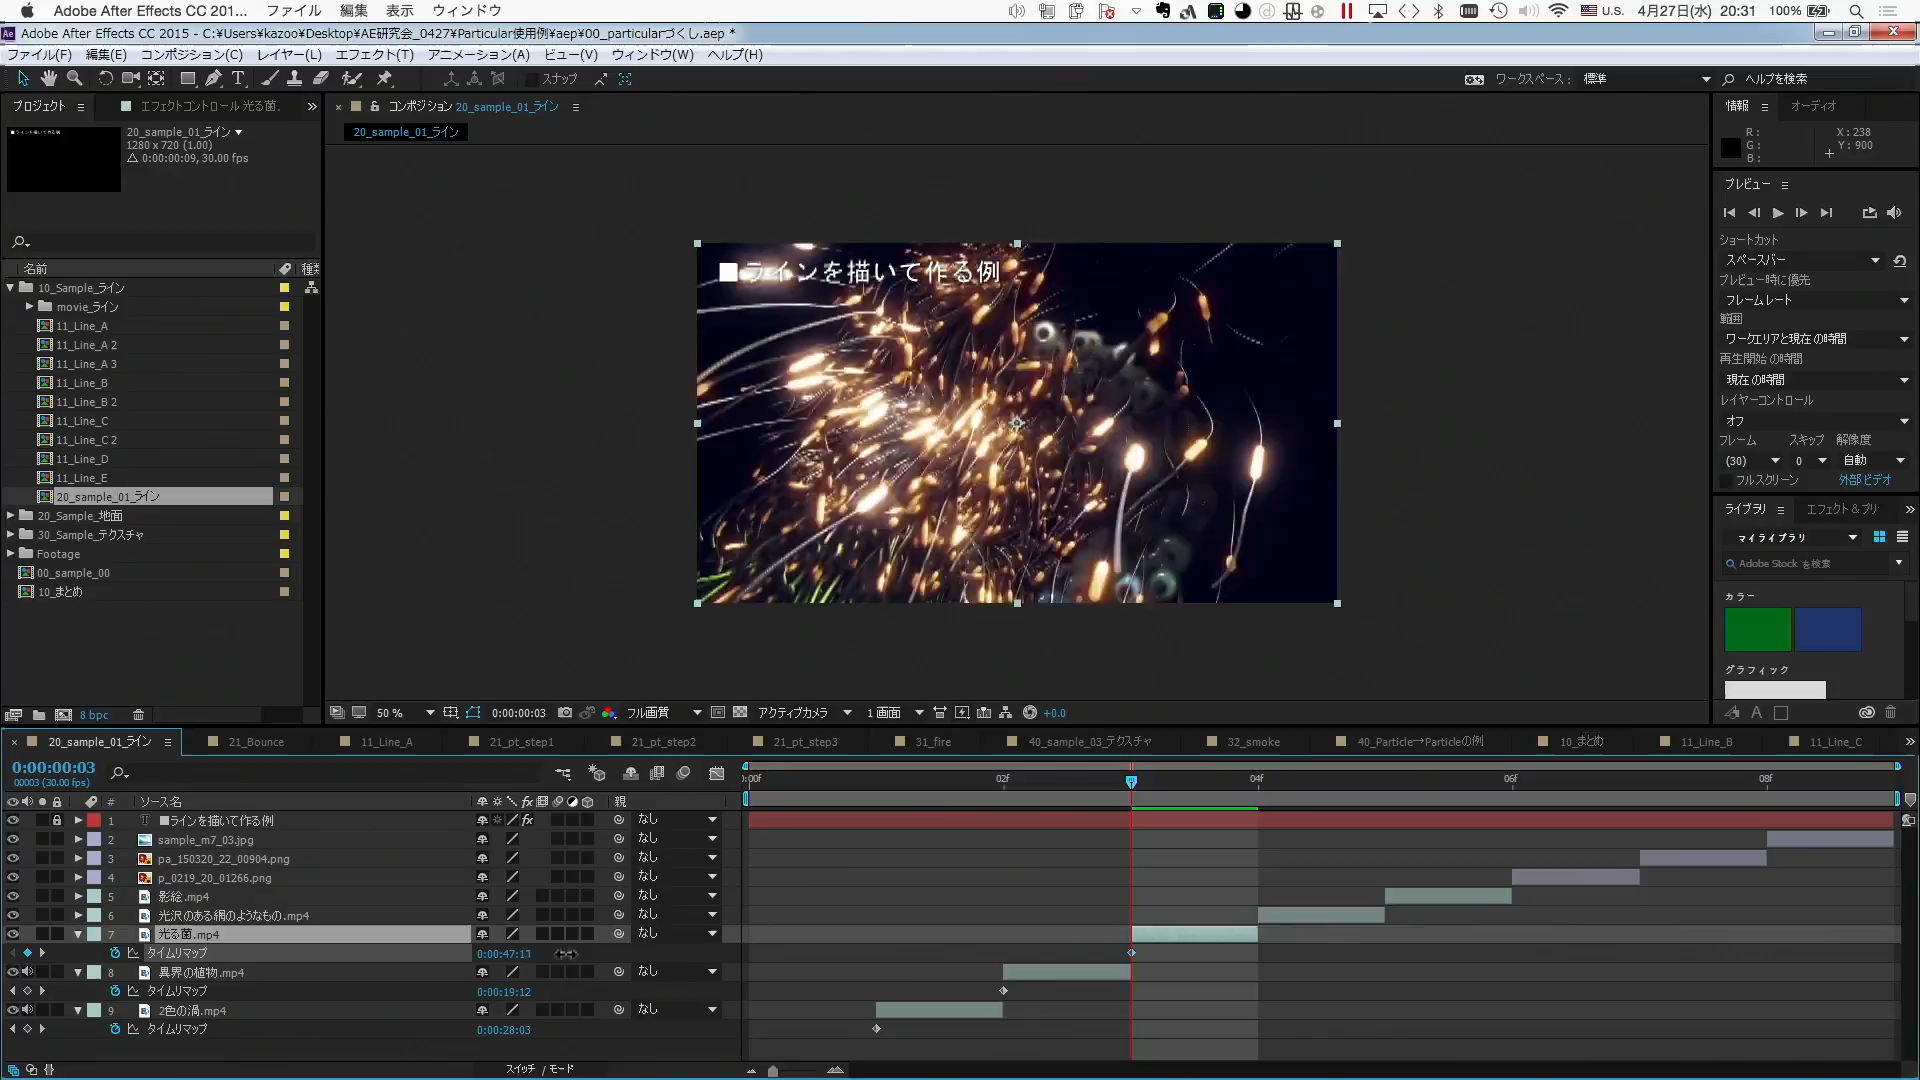 Adobe After Effects CC 201...
ファイル
編集
表示
ウィンドウ
U.S.
4月27日(水)
20:31
100%
Adobe After Effects CC 2015 - C:¥Users¥kazoo¥Desktop¥AE研究会_0427¥Particular使用例¥aep¥00_particularづくし.aep *
ファイル(F)
編集(E)
コンポジション(C)
レイヤー(L)
エフェクト(T)
アニメーション(A)
ビュー(V)
ウィンドウ(W)
ヘルプ(H)
スナップ
ワークスペース :
標準
ヘルプを検索
プロジェクト
エフェクトコントロール 光る菌.
コンポジション 20_sample_01_ライン
20_sample_01_ライン
情報
オーディオ
20_sample_01_ライン
1280 x 720 (1.00)
Δ 0:00:00:09, 30.00 fps
R :
G :
B :
X : 238
Y : 900
プレビュー
ショートカット
スペースバー
プレビュー時に優先
フレームレート
範囲
ワークエリアと現在の時間
再生開始の時間
現在の時間
レイヤーコントロール
オフ
フレーム
スキップ
解像度
(30)
0
自動
フルスクリーン
外部ビデオ
名前
種類
10_Sample_ライン
movie_ライン
11_Line_A
11_Line_A 2
11_Line_A 3
11_Line_B
11_Line_B 2
11_Line_C
11_Line_C 2
11_Line_D
11_Line_E
20_sample_01_ライン
20_Sample_地面
30_Sample_テクスチャ
Footage
00_sample_00
10_まとめ
■ラインを描いて作る例
ライブラリ
エフェクト＆プリ
マイライブラリ
Adobe Stock を検索
カラー
グラフィック
8 bpc
50 %
0:00:00:03
フル画質
アクティブカメラ
1 画面
+0.0
20_sample_01_ライン
21_Bounce
11_Line_A
21_pt_step1
21_pt_step2
21_pt_step3
31_fire
40_sample_03_テクスチャ
32_smoke
40_Particle→Particleの例
10_まとめ
11_Line_B
11_Line_C
0:00:00:03
00003 (30.00 fps)
:00f
02f
04f
06f
08f
#
ソース名
fx
親
1
T
■ラインを描いて作る例
fx
なし
2
sample_m7_03.jpg
なし
3
pa_150320_22_00904.png
なし
4
p_0219_20_01266.png
なし
5
影絵.mp4
なし
6
光沢のある網のようなもの.mp4
なし
7
光る菌.mp4
なし
タイムリマップ
0:00:47:13
8
異界の植物.mp4
なし
タイムリマップ
0:00:19:12
9
2色の渦.mp4
なし
タイムリマップ
0:00:28:03
スイッチ / モード